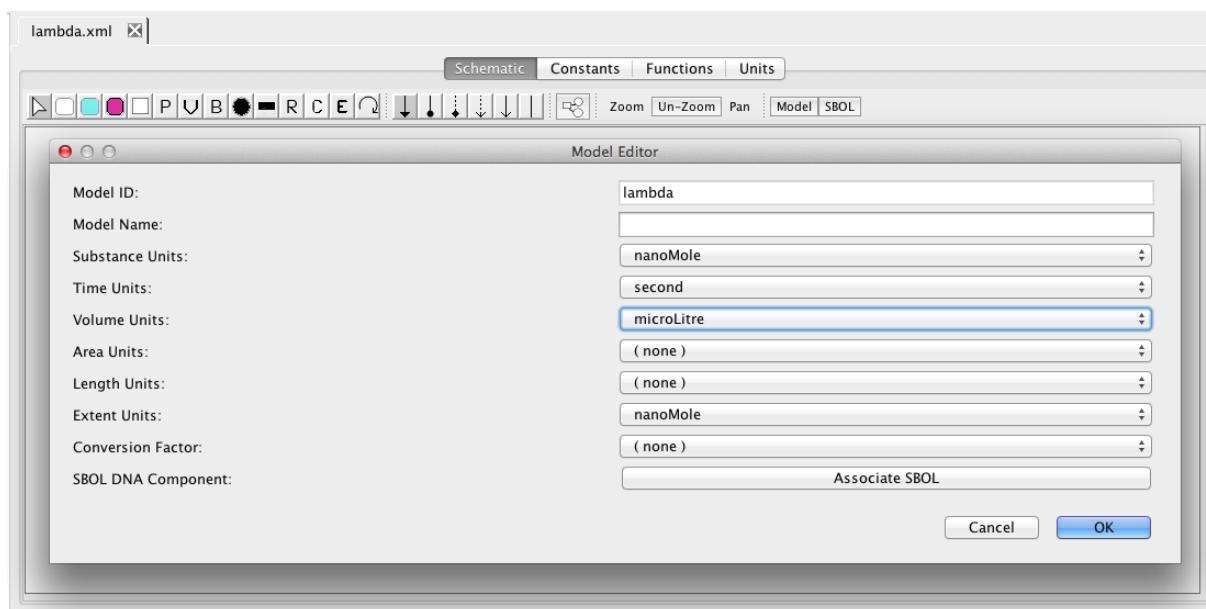 lambda.xml
Schematic Constants Functions Units
P V B R C E Zoom Un-Zoom Pan Model SBOL
Model Editor
Model ID: lambda
Model Name:
Substance Units: nanoMole
Time Units: second
Volume Units: microLitre
Area Units: ( none )
Length Units: ( none )
Extent Units: nanoMole
Conversion Factor: ( none )
SBOL DNA Component: Associate SBOL
Cancel OK